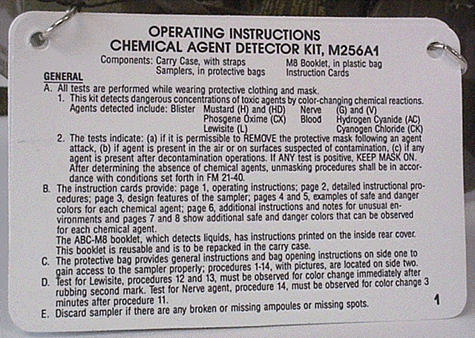 OPERATING INSTRUCTIONS
CHEMICAL AGENT DETECTOR KIT, M256A1
Components: Carry Case, with straps M8 Booklet, in plastic bag
Samplers, in protective bags Instruction Cards
GENERAL
A. All tests are performed while wearing protective clothing and mask.
1. This kit detects dangerous concentrations of toxic agents by color-changing chemical reactions.
Agents detected include: Blister Mustard (H) and (HD) Nerve (G) and (V)
Phosgene Oxime (CX) Blood Hydrogen Cyanide (AC)
Lewisite (L) Cyanogen Chloride (CK)
2. The tests indicate: (a) if it is permissible to REMOVE the protective mask following an agent
attack, (b) if agent is present in the air or on surfaces suspected of contamination, (c) if any
agent is present after decontamination operations. If ANY test is positive, KEEP MASK ON.
After determining the absence of chemical agents, unmasking procedures shall be in accor-
dance with conditions set forth in FM 21-40.
B. The instruction cards provide: page 1, operating instructions; page 2, detailed instructional pro-
cedures; page 3, design features of the sampler; pages 4 and 5, examples of safe and danger
colors for each chemical agent; page 6, additional instructions and notes for unusual en-
vironments and pages 7 and 8 show additional safe and danger colors that can be observed
for each chemical agent.
The ABC-M8 booklet, which detects liquids, has instructions printed on the inside rear cover.
This booklet is reusable and is to be repacked in the carry case.
C. The protective bag provides general instructions and bag opening instructions on side one to
gain access to the sampler properly; procedures 1-14, with pictures, are located on side two.
D. Test for Lewisite, procedures 12 and 13, must be observed for color change immediately after
rubbing second mark. Test for Nerve agent, procedure 14, must be observed for color change 3
minutes after procedure 11.
E. Discard sampler if there are any broken or missing ampoules or missing spots.
1